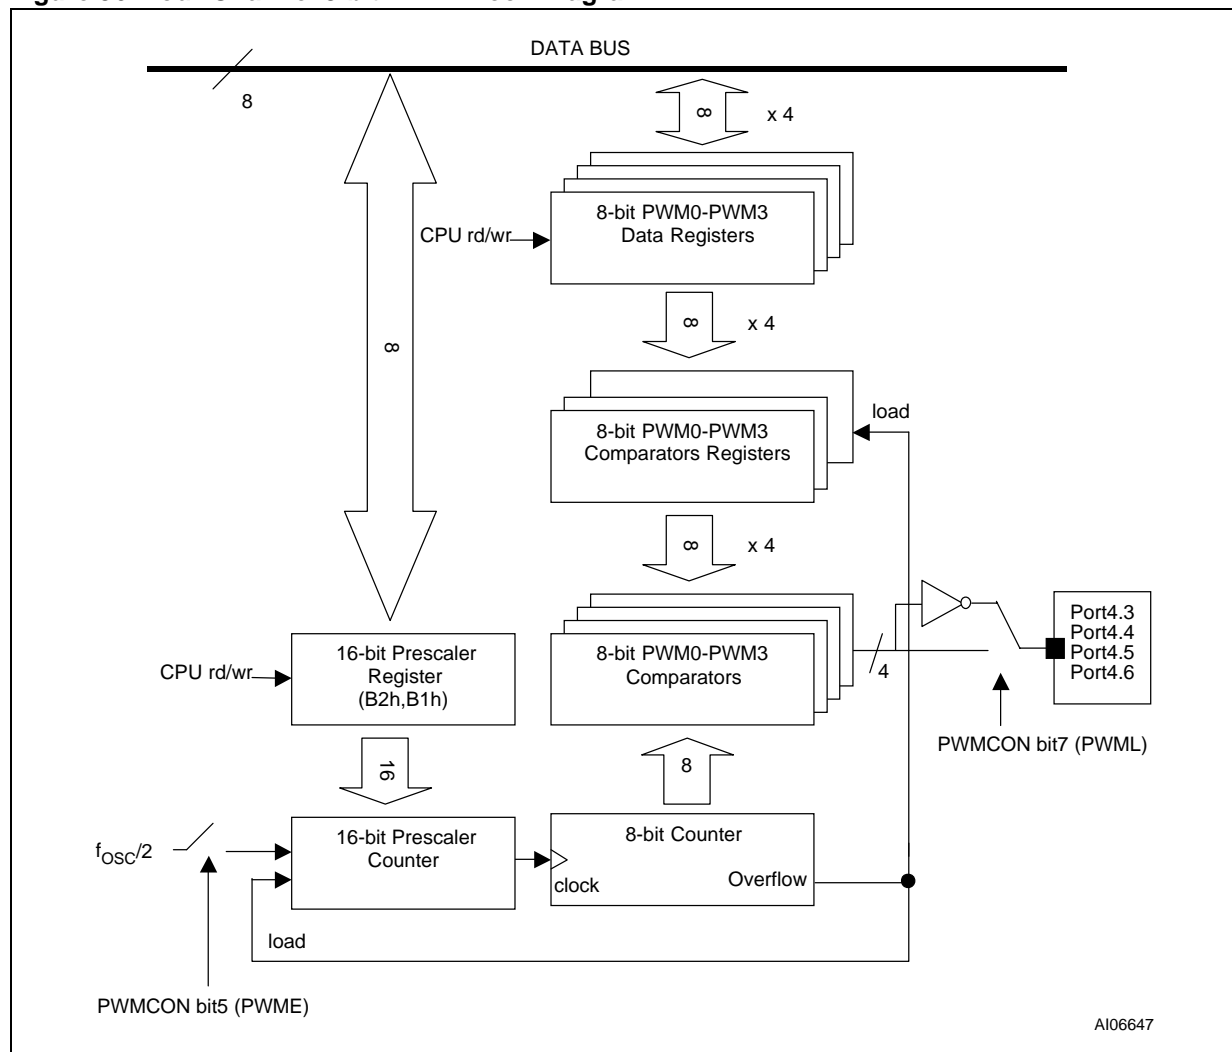 DATA BUS
8
8
x 4
8-bit PWM0-PWM3
Data Registers
CPU rd/wr
8
x 4
8
8-bit PWM0-PWM3
Comparators Registers
load
8
x 4
16-bit Prescaler
Register
(B2h,B1h)
CPU rd/wr
8-bit PWM0-PWM3
Comparators
4
Port4.3
Port4.4
Port4.5
Port4.6
PWMCON bit7 (PWML)
16
8
fOSC/2
16-bit Prescaler
Counter
8-bit Counter
clock
Overflow
load
PWMCON bit5 (PWME)
AI06647